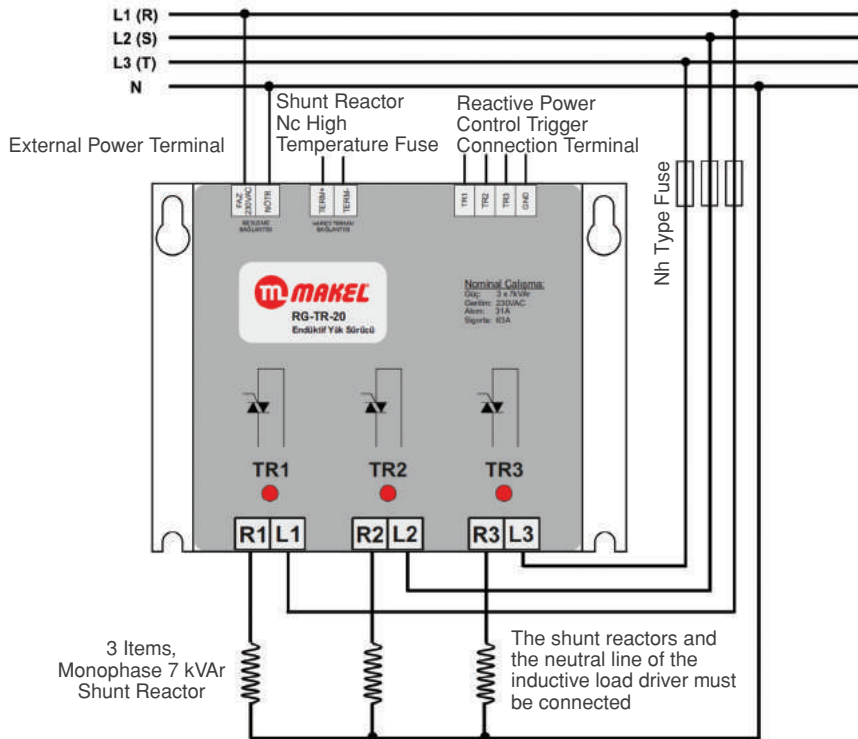 L1 (R)
L2 (S)
L3 (T)
N
External Power Terminal
Shunt Reactor
Nc High
Temperature Fuse
Reactive Power
Control Trigger
Connection Terminal
Nh Type Fuse
FAZ
230VAC
NÖTR
BESLEME
BAĞLANTISI
TERM+
TERM-
BAĞLANTISI
TR1
TR2
TR3
GND
m MAKEL
RG-TR-20
Endüktif Yük Sürücü
Nominal Çalışma:
Güç: 3 x 7kVAr
Gerilim: 230VAC
Akım: 31A
Sigorta: 63A
TR1
TR2
TR3
R1 L1
R2 L2
R3 L3
3 Items,
Monophase 7 kVAr
Shunt Reactor
The shunt reactors and
the neutral line of the
inductive load driver must
be connected